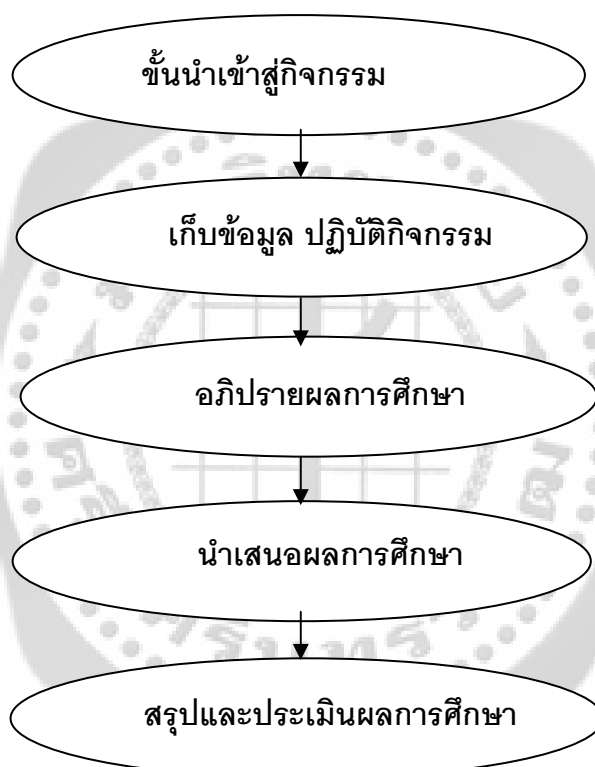 ขั้นนำเข้าสู่กิจกรรม
เก็บข้อมูล ปฏิบัติกิจกรรม
อภิปรายผลการศึกษา
นำเสนอผลการศึกษา
สรุปและประเมินผลการศึกษา